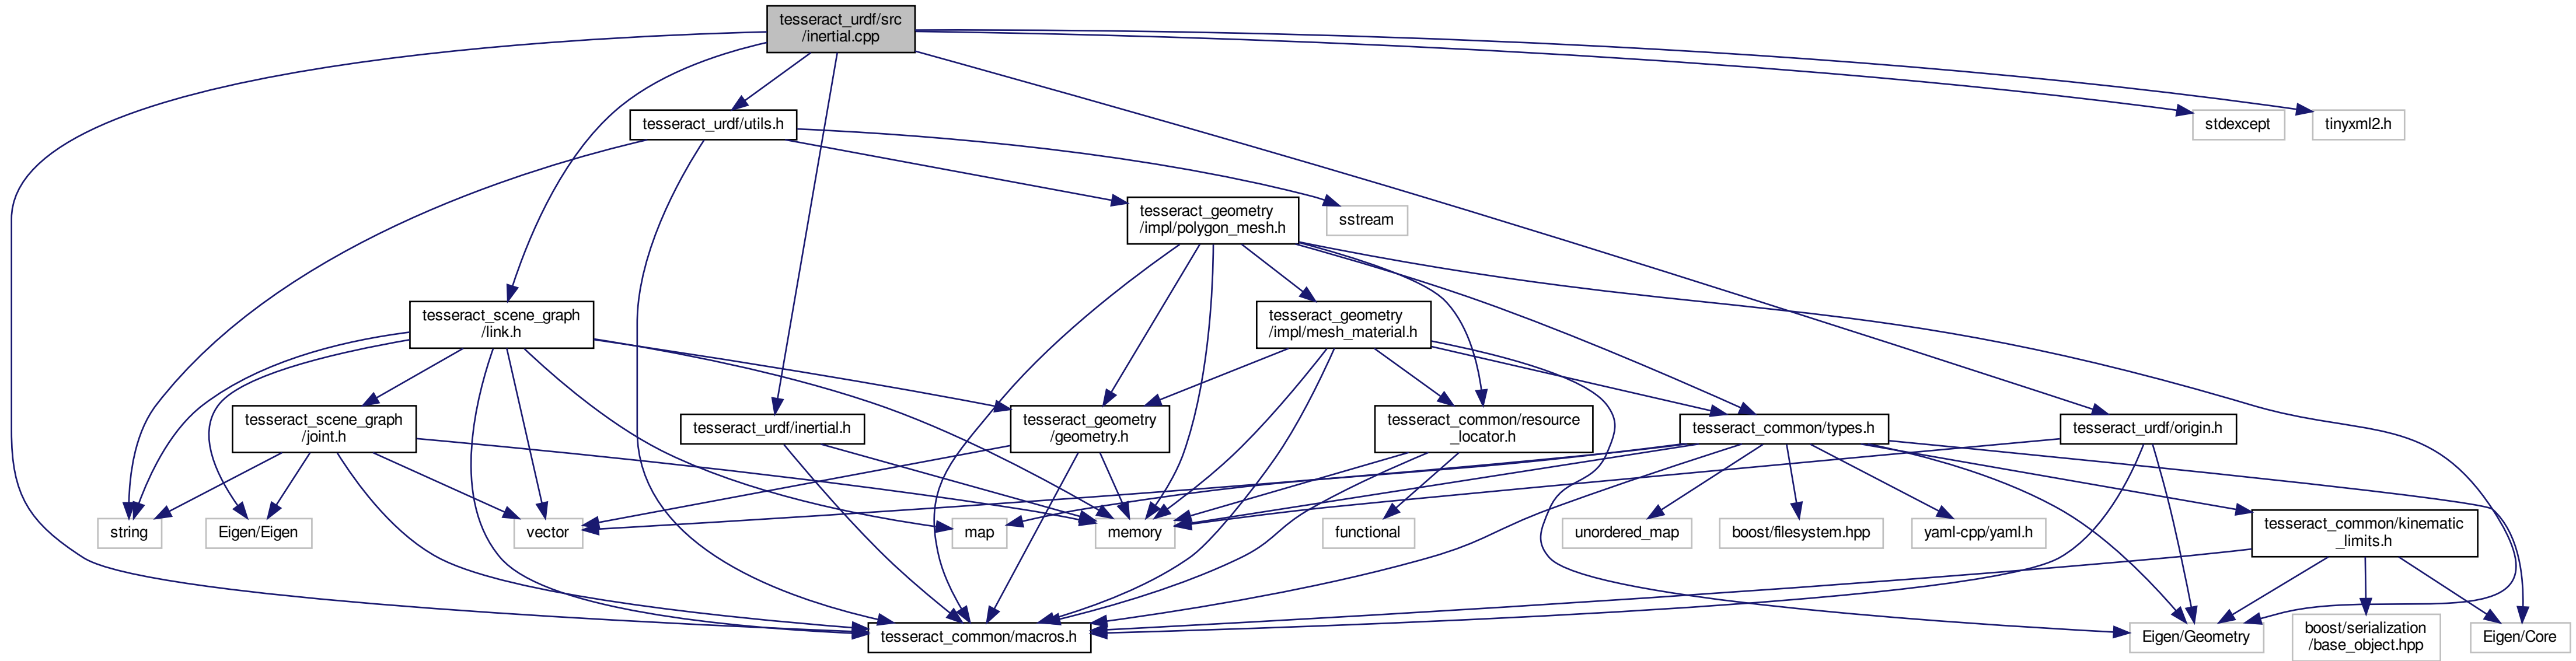 tesseract_urdf/src
/inertial.cpp
tesseract_urdf/utils.h
stdexcept
tinyxml2.h
tesseract_geometry
/impl/polygon_mesh.h
sstream
tesseract_scene_graph
/link.h
tesseract_geometry
/impl/mesh_material.h
tesseract_scene_graph
/joint.h
tesseract_urdf/inertial.h
tesseract_geometry
/geometry.h
tesseract_common/resource
_locator.h
tesseract_common/types.h
tesseract_urdf/origin.h
string
Eigen/Eigen
vector
map
memory
functional
unordered_map
boost/filesystem.hpp
yaml-cpp/yaml.h
tesseract_common/kinematic
_limits.h
tesseract_common/macros.h
Eigen/Geometry
boost/serialization
/base_object.hpp
Eigen/Core